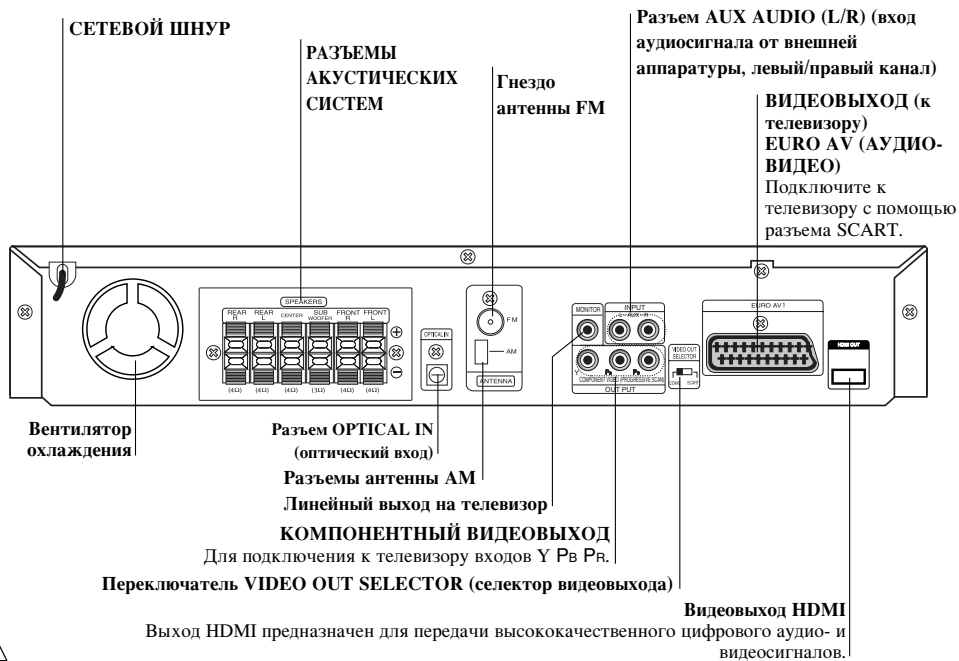 СЕТЕВОЙ ШНУР
РАЗЪЕМЫ
АКУСТИЧЕСКИХ
СИСТЕМ
Гнездо
антенны FM
Разъем AUX AUDIO (L/R) (вход
аудиосигнала от внешней
аппаратуры, левый/правый канал)
ВИДЕОВЫХОД (к
телевизору)
EURO AV (АУДИО-
ВИДЕО)
Подключите к
телевизору с помощью
разъема SCART.
SPEAKERS
REAR R
REAR L
CENTER
SUB WOOFER
FRONT R
FRONT L
(4Ω) (4Ω) (4Ω) (3Ω) (4Ω) (4Ω)
OPTICAL IN
FM
AM
ANTENNA
MONITOR
INPUT
L - AUX - R
Y PB PR
COMPONENT VIDEO (PROGRESSIVE SCAN)
OUT PUT
VIDEO OUT
SELECTOR
COMP. SCART
EURO AV1
HDMI OUT
Вентилятор
охлаждения
Разъем OPTICAL IN
(оптический вход)
Разъемы антенны AM
Линейный выход на телевизор
КОМПОНЕНТНЫЙ ВИДЕОВЫХОД
Для подключения к телевизору входов Y PB PR.
Переключатель VIDEO OUT SELECTOR (селектор видеовыхода)
Видеовыход HDMI
Выход HDMI предназначен для передачи высококачественного цифрового аудио- и
видеосигналов.